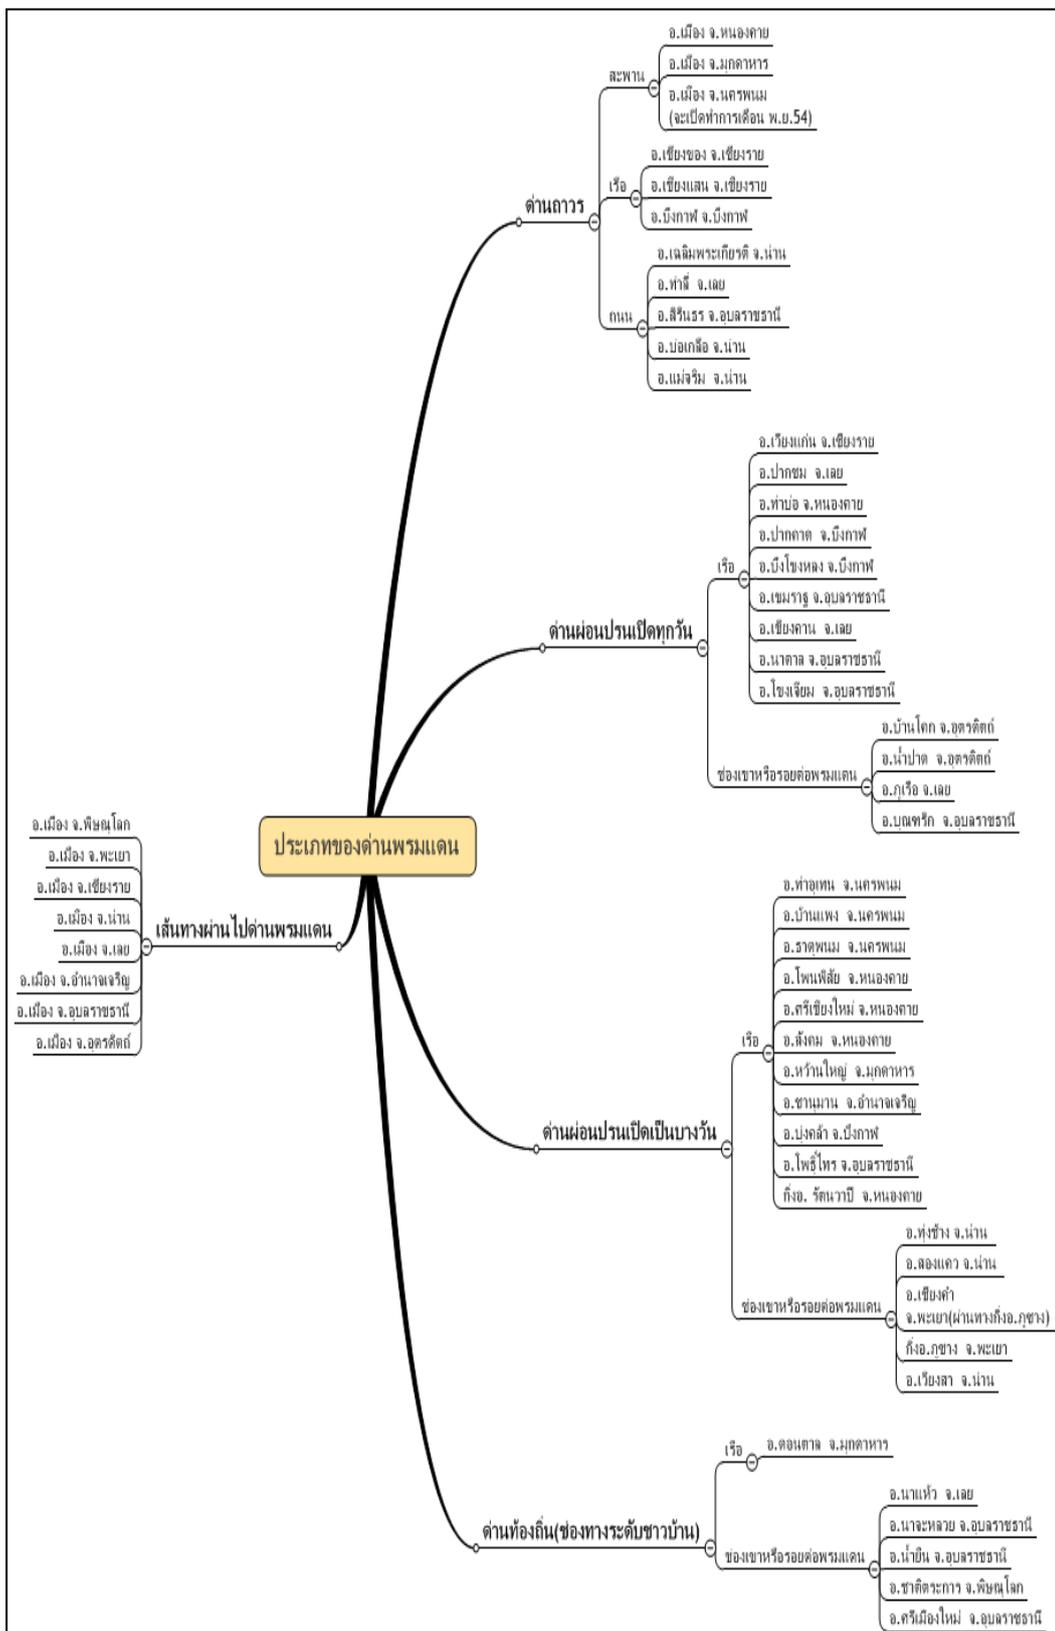 อ.เมือง จ.หนองคาย
อ.เมือง จ.มุกดาหาร
สะพาน
อ.เมือง จ.นครพนม
(จะเปิดทำการเดือน พ.ย.54)
อ.เชียงของ จ.เชียงราย
เรือ
อ.เชียงแสน จ.เชียงราย
อ.บึงกาฬ จ.บึงกาฬ
ด่านถาวร
อ.เฉลิมพระเกียรติ จ.น่าน
อ.ท่าลี่ จ.เลย
ถนน
อ.สิรินธร จ.อุบลราชธานี
อ.บ่อเกลือ จ.น่าน
อ.แม่จริม จ.น่าน
อ.เวียงแก่น จ.เชียงราย
อ.ปากชม จ.เลย
อ.ท่าบ่อ จ.หนองคาย
อ.ปากคาด จ.บึงกาฬ
เรือ
อ.บึงโขงหลง จ.บึงกาฬ
อ.เขมราฐ จ.อุบลราชธานี
อ.เชียงคาน จ.เลย
อ.นาตาล จ.อุบลราชธานี
อ.โขงเจียม จ.อุบลราชธานี
ด่านผ่อนปรนเปิดทุกวัน
อ.บ้านโคก จ.อุตรดิตถ์
อ.น้ำปาด จ.อุตรดิตถ์
ช่องเขาหรือรอยต่อพรมแดน
อ.ภูเรือ จ.เลย
อ.บุณฑริก จ.อุบลราชธานี
ประเภทของด่านพรมแดน
อ.เมือง จ.พิษณุโลก
อ.เมือง จ.พะเยา
อ.เมือง จ.เชียงราย
อ.เมือง จ.น่าน
เส้นทางผ่านไปด่านพรมแดน
อ.เมือง จ.เลย
อ.เมือง จ.อำนาจเจริญ
อ.เมือง จ.อุบลราชธานี
อ.เมือง จ.อุตรดิตถ์
อ.ท่าอุเทน จ.นครพนม
อ.บ้านแพง จ.นครพนม
อ.ธาตุพนม จ.นครพนม
อ.โพนพิสัย จ.หนองคาย
อ.ศรีเชียงใหม่ จ.หนองคาย
เรือ
อ.สังคม จ.หนองคาย
อ.หว้านใหญ่ จ.มุกดาหาร
อ.ชานุมาน จ.อำนาจเจริญ
อ.บุ่งคล้า จ.บึงกาฬ
อ.โพธิ์ไทร จ.อุบลราชธานี
กิ่งอ. รัตนวาปี จ.หนองคาย
ด่านผ่อนปรนเปิดเป็นบางวัน
อ.ทุ่งช้าง จ.น่าน
อ.สองแคว จ.น่าน
ช่องเขาหรือรอยต่อพรมแดน
อ.เชียงคำ
จ.พะเยา(ผ่านทางกิ่งอ.ภูซาง)
กิ่งอ.ภูซาง จ.พะเยา
อ.เวียงสา จ.น่าน
เรือ
อ.ดอนตาล จ.มุกดาหาร
ด่านท้องถิ่น(ช่องทางระดับชาวบ้าน)
อ.นาแห้ว จ.เลย
อ.นาจะหลวย จ.อุบลราชธานี
ช่องเขาหรือรอยต่อพรมแดน
อ.น้ำยืน จ.อุบลราชธานี
อ.ชาติตระการ จ.พิษณุโลก
อ.ศรีเมืองใหม่ จ.อุบลราชธานี